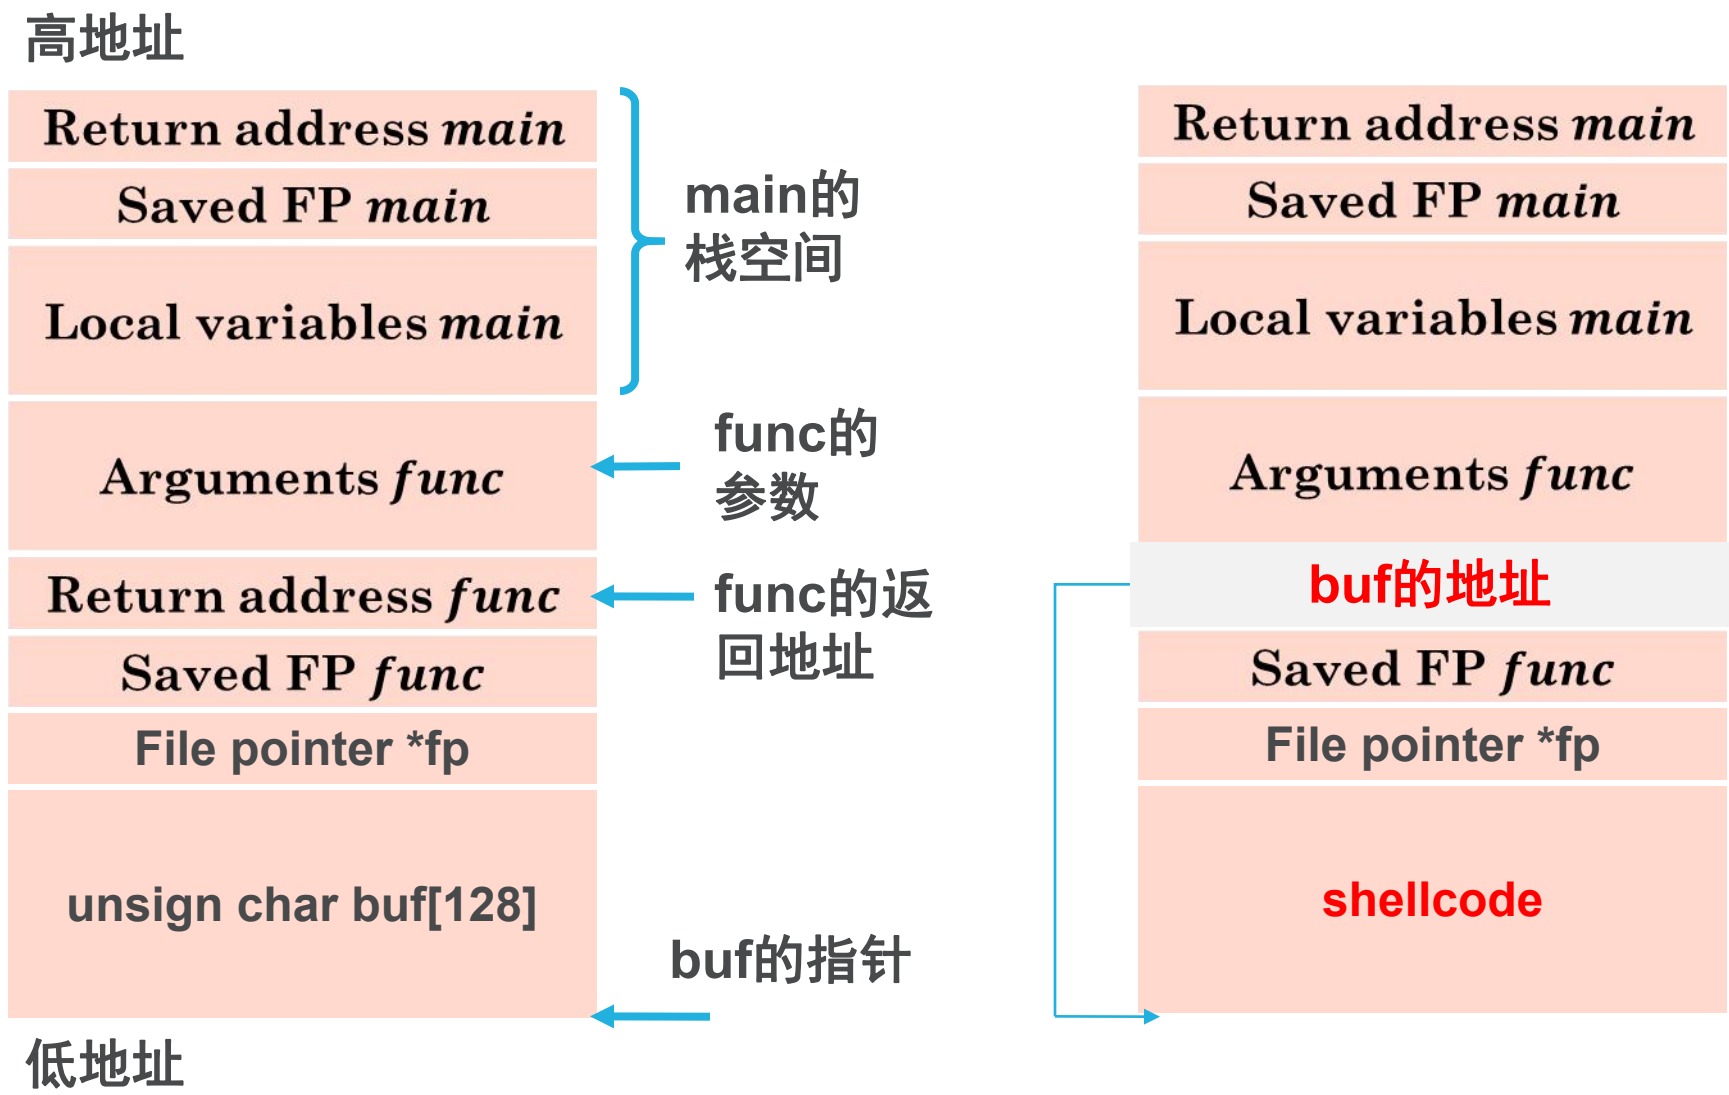 高地址
Return address main
Saved FP main
Local variables main
Arguments func
Return address func
Saved FP func
File pointer *fp
unsign char buf[128]
低地址
main的
栈空间
func的
参数
func的返
回地址
buf的指针
Return address main
Saved FP main
Local variables main
Arguments func
buf的地址
Saved FP func
File pointer *fp
shellcode